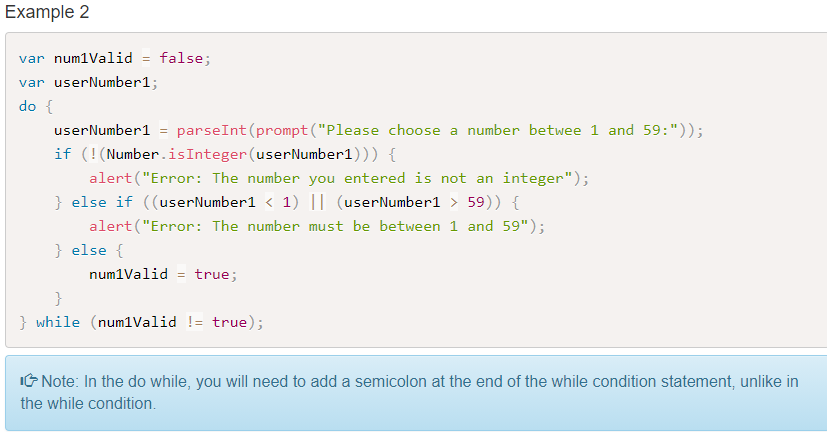 Example 2
var num1Valid = false;
var userNumber1;
do {
    userNumber1 = parseInt(prompt("Please choose a number betwee 1 and 59:"));
    if (!(Number.isInteger(userNumber1))) {
        alert("Error: The number you entered is not an integer");
    } else if ((userNumber1 < 1) || (userNumber1 > 59)) {
        alert("Error: The number must be between 1 and 59");
    } else {
        num1Valid = true;
    }
} while (num1Valid != true);
Note: In the do while, you will need to add a semicolon at the end of the while condition statement, unlike in
the while condition.